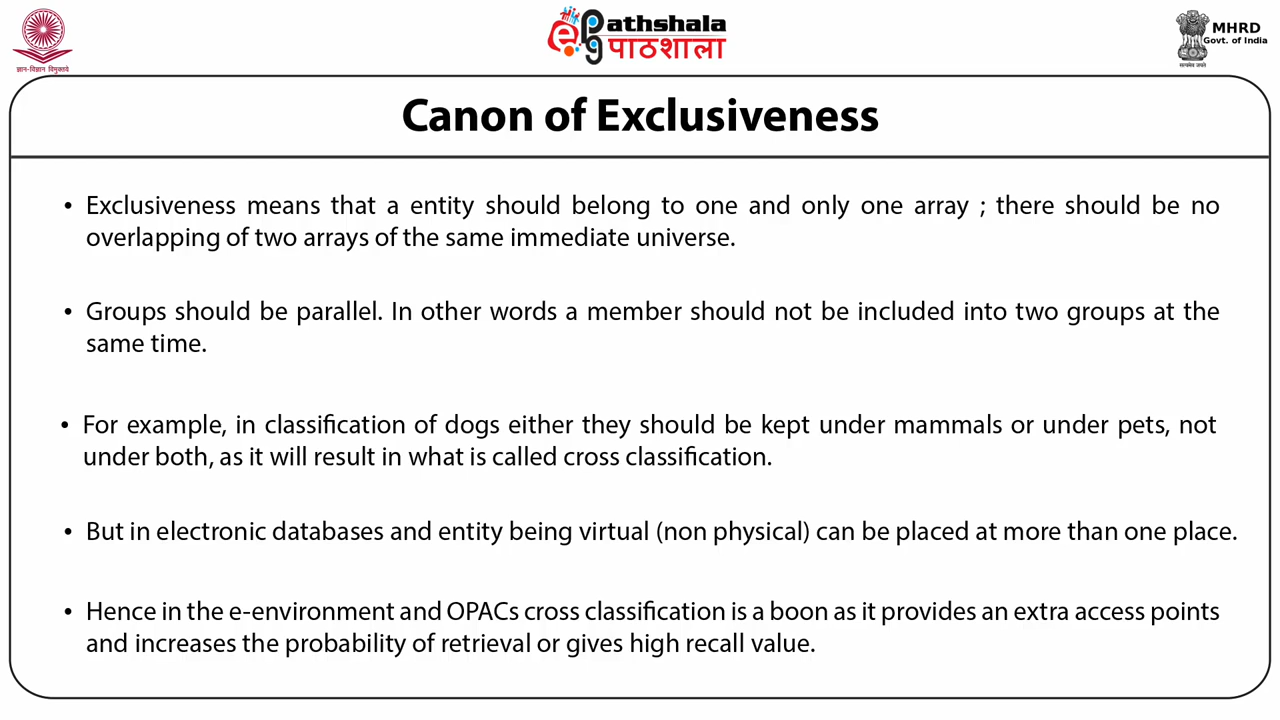 ज्ञान-विज्ञान विमुक्तये
epg
athshala
पाठशाला
MHRD
Govt. of India
सत्यमेव जयते
Canon of Exclusiveness
• Exclusiveness means that a entity should belong to one and only one array ; there should be no
overlapping of two arrays of the same immediate universe.
• Groups should be parallel. In other words a member should not be included into two groups at the
same time.
• For example, in classification of dogs either they should be kept under mammals or under pets, not
under both, as it will result in what is called cross classification.
• But in electronic databases and entity being virtual (non physical) can be placed at more than one place.
• Hence in the e-environment and OPACs cross classification is a boon as it provides an extra access points
and increases the probability of retrieval or gives high recall value.